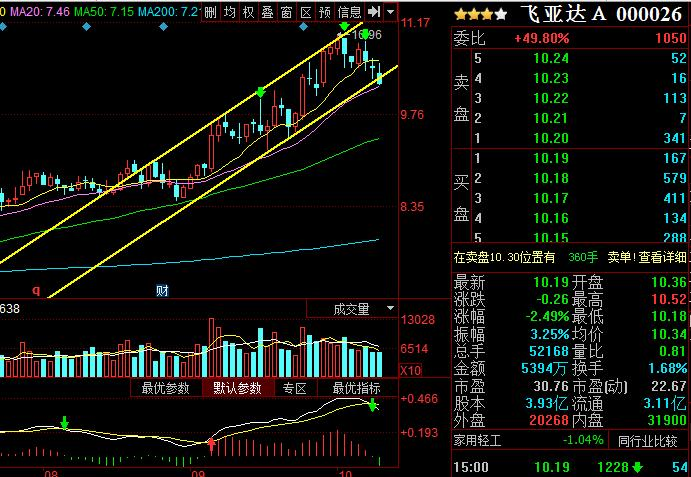 0 MA20: 7.46 MA50: 7.15 MA200: 7.2 删 均 权 叠 窗 区 预 信息
11.17
10.96
9.76
8.35
q 财
638 成交量
13028
6514
X10
最优参数 默认参数 专区 最优指标
+0.466
+0.193
08 09 10
飞亚达A 000026
委比 +49.80% 1050
卖盘
5 10.24 52
4 10.23 16
3 10.22 113
2 10.21 7
1 10.20 341
买盘
1 10.19 167
2 10.18 579
3 10.17 411
4 10.16 134
5 10.15 288
在卖盘10.30位置有 360手 卖单!查看详细
最新 10.19 开盘 10.36
涨跌 -0.26 最高 10.52
涨幅 -2.49% 最低 10.18
振幅 3.25% 均价 10.34
总手 52168 量比 0.81
金额 5394万 换手 1.68%
市盈 30.76 市盈(动) 22.67
股本 3.93亿 流通 3.11亿
外盘 20268 内盘 31900
家用轻工 -1.04% 同行业比较
15:00 10.19 1228 54